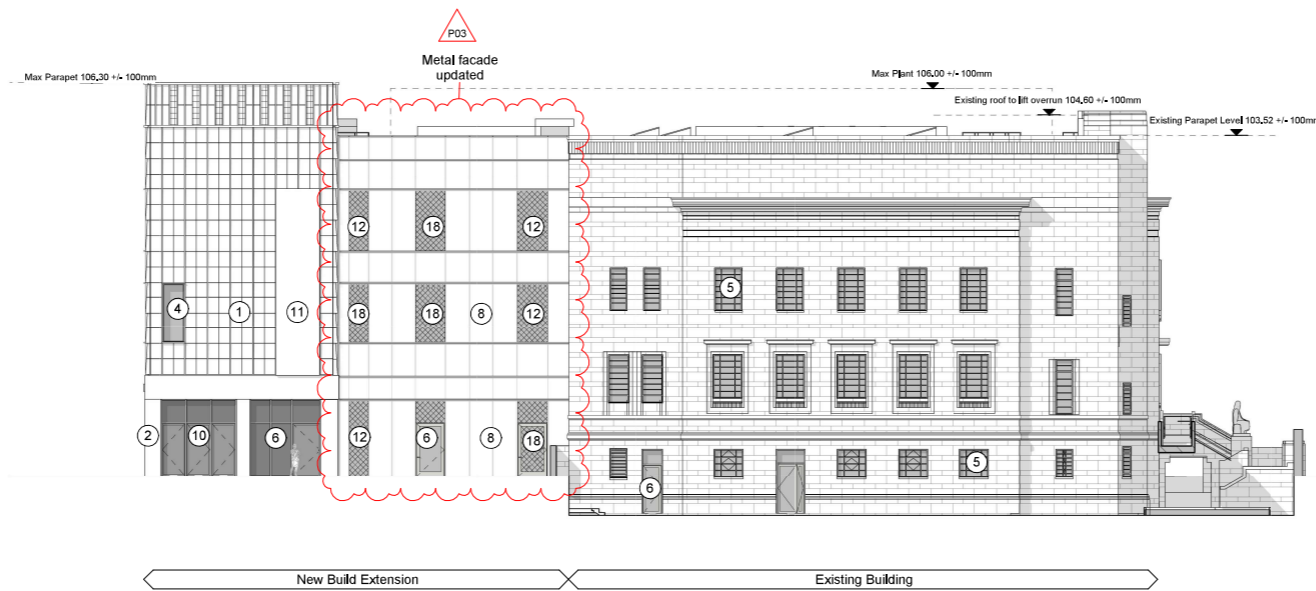 P03
Metal facade
updated
Max Parapet 106.30 +/- 100mm
Max Plant 106.00 +/- 100mm
Existing roof to lift overrun 104.60 +/- 100mm
Existing Parapet Level 103.52 +/- 100mm
12
18
12
4
1
11
18
18
8
12
5
2
10
6
12
6
8
18
6
5
New Build Extension
Existing Building